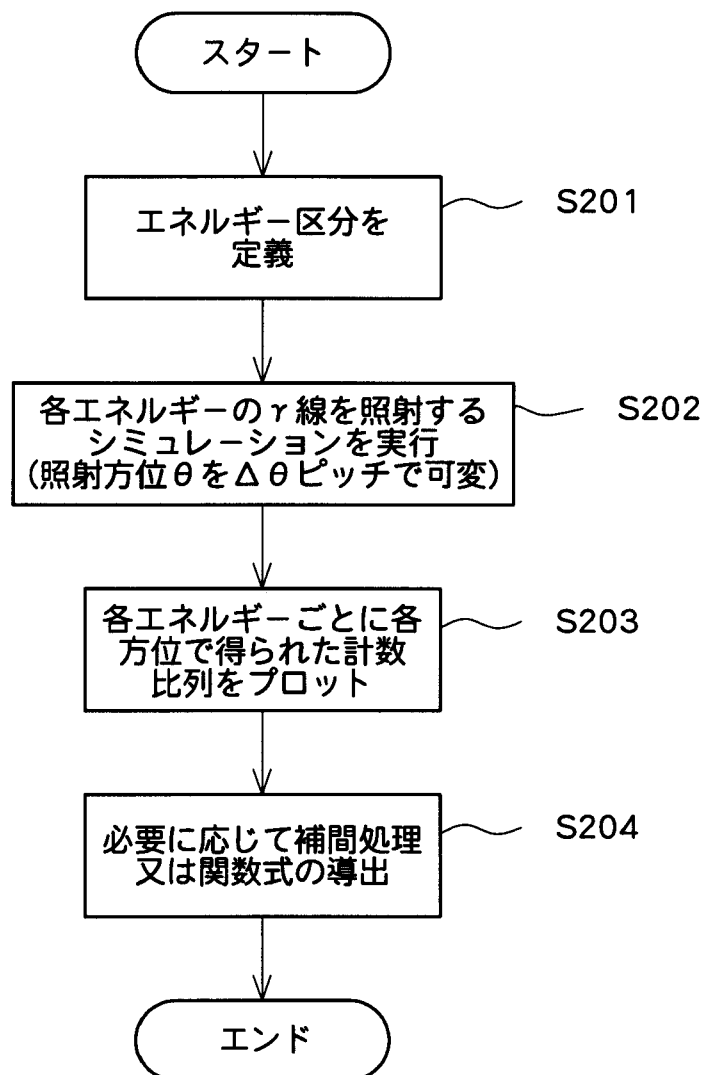 スタート
エネルギー区分を
定義
S201
各エネルギーのγ線を照射する
シミュレーションを実行
(照射方位θをΔθピッチで可変)
S202
各エネルギーごとに各
方位で得られた計数
比列をプロット
S203
必要に応じて補間処理
又は関数式の導出
S204
エンド